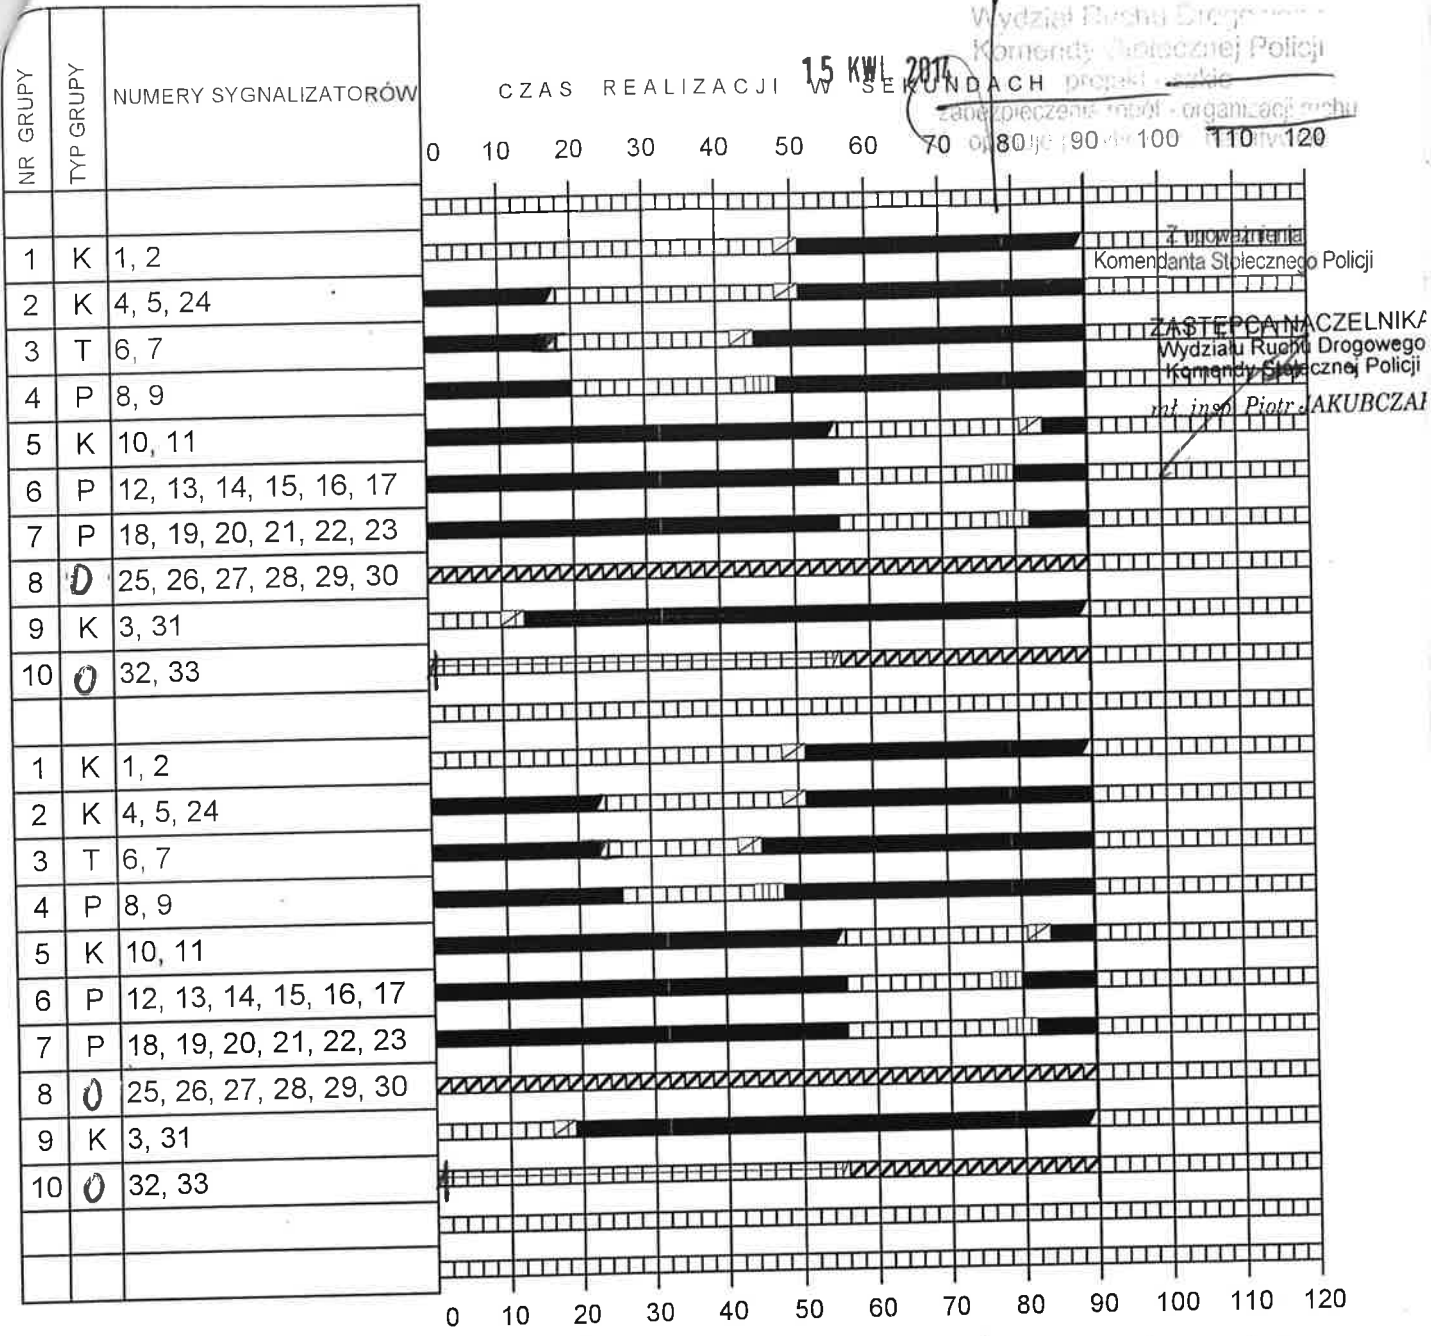 Wydział Ruchu
Komendy Stołecznej Policji
15 KWI. 2014
NR GRUPY
TYP GRUPY
NUMERY SYGNALIZATORÓW
CZAS REALIZACJI W SEKUNDACH
projekt
organizacji ruchu
0 10 20 30 40 50 60 70 80 90 100 110 120
1 K 1, 2
Z upoważnienia
Komendanta Stołecznego Policji
2 K 4, 5, 24
ZASTĘPCA NACZELNIKA
3 T 6, 7
Wydziału Ruchu Drogowego
Komendy Stołecznej Policji
4 P 8, 9
mł. insp. Piotr JAKUBCZAK
5 K 10, 11
6 P 12, 13, 14, 15, 16, 17
7 P 18, 19, 20, 21, 22, 23
8 O 25, 26, 27, 28, 29, 30
9 K 3, 31
10 O 32, 33
1 K 1, 2
2 K 4, 5, 24
3 T 6, 7
4 P 8, 9
5 K 10, 11
6 P 12, 13, 14, 15, 16, 17
7 P 18, 19, 20, 21, 22, 23
8 O 25, 26, 27, 28, 29, 30
9 K 3, 31
10 O 32, 33
0 10 20 30 40 50 60 70 80 90 100 110 120